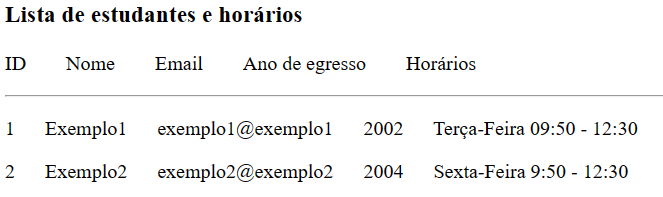 Lista de estudantes e horários
ID Nome Email Ano de egresso Horários
1 Exemplo1 exemplo1@exemplo1 2002 Terça-Feira 09:50 - 12:30
2 Exemplo2 exemplo2@exemplo2 2004 Sexta-Feira 9:50 - 12:30